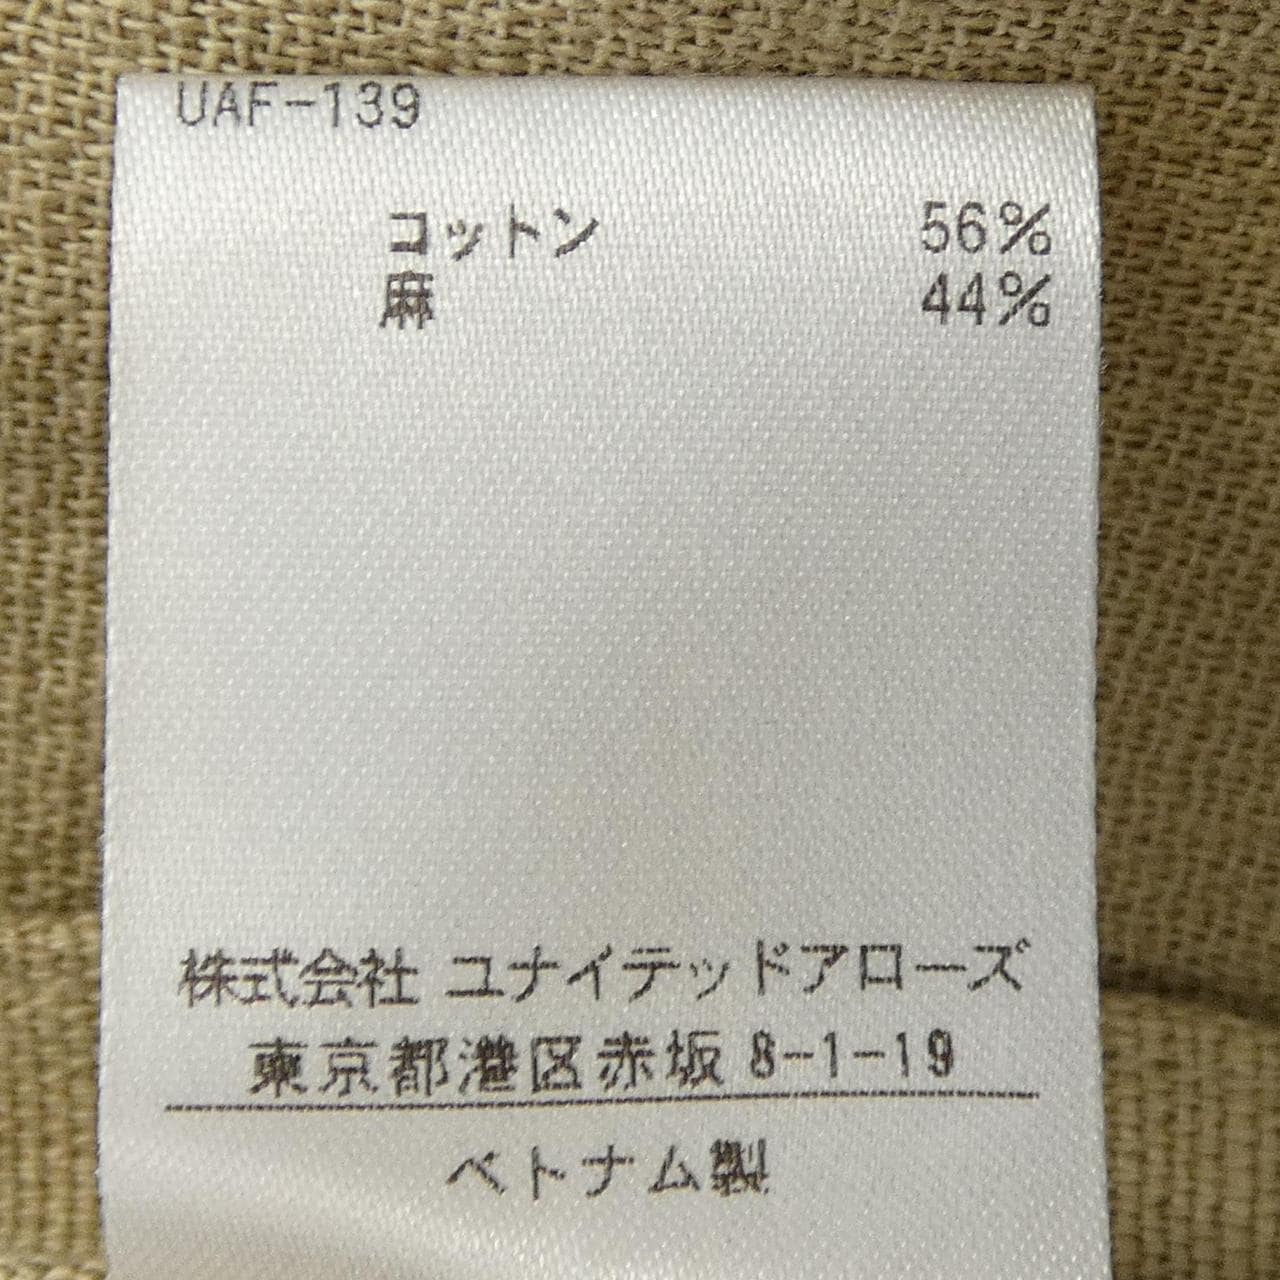 UAF-139
コットン 56%
麻 44%
株式会社 ユナイテッドアローズ
東京都港区赤坂 8-1-19
ベトナム製